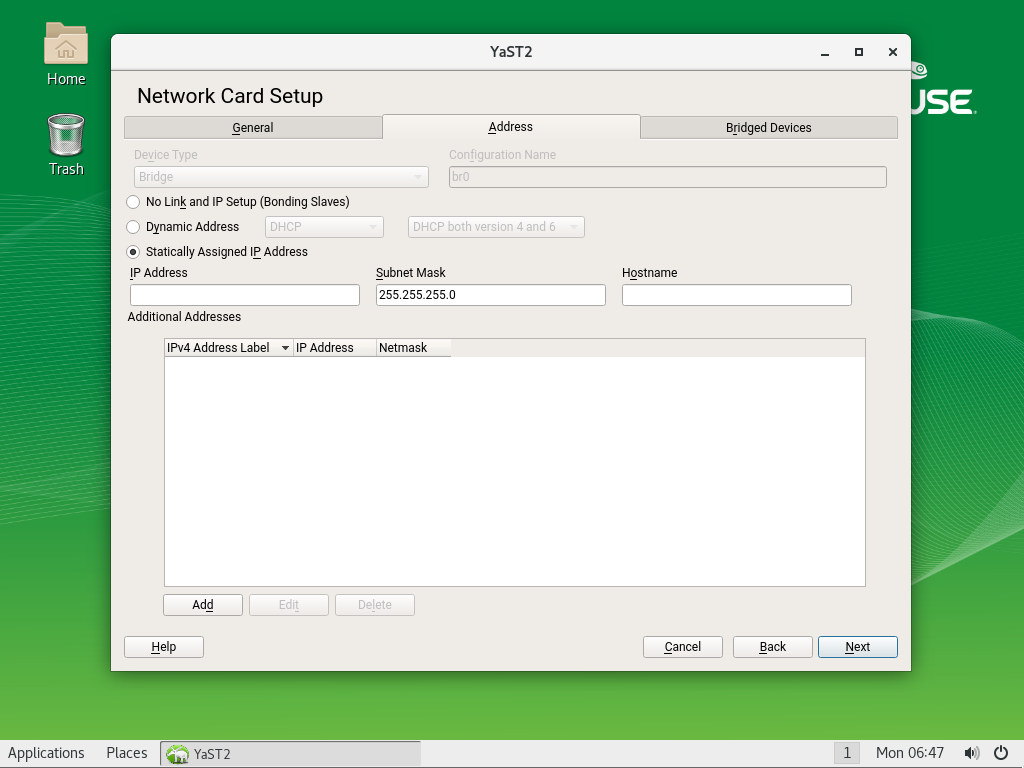 Home
Trash
YaST2
USE
Network Card Setup
General Address Bridged Devices
Device Type Configuration Name
Bridge br0
No Link and IP Setup (Bonding Slaves)
Dynamic Address DHCP DHCP both version 4 and 6
Statically Assigned IP Address
IP Address Subnet Mask Hostname
255.255.255.0
Additional Addresses
IPv4 Address Label IP Address Netmask
Add Edit Delete
Help Cancel Back Next
Applications Places YaST2 1 Mon 06:47